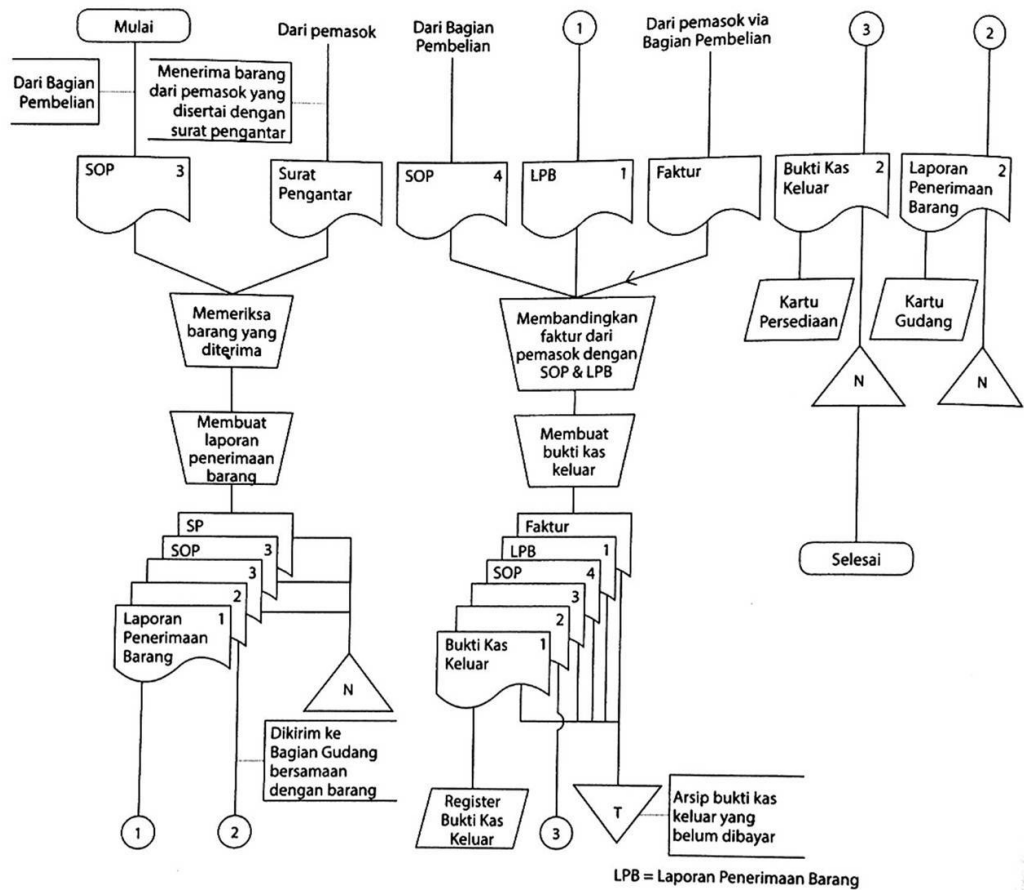 Mulai
Dari Bagian
Pembelian
SOP 3
Dari pemasok
Menerima barang
dari pemasok yang
disertai dengan
surat pengantar
Surat
Pengantar
Memeriksa
barang yang
diterima
Membuat
laporan
penerimaan
barang
SP
SOP 3
3
2
Laporan 1
Penerimaan
Barang
N
Dikirim ke
Bagian Gudang
bersamaan
dengan barang
1
2
Dari Bagian
Pembelian
SOP 4
1
LPB 1
Dari pemasok via
Bagian Pembelian
Faktur
Membandingkan
faktur dari
pemasok dengan
SOP & LPB
Membuat
bukti kas
keluar
Faktur
LPB 1
SOP 4
3
2
Bukti Kas 1
Keluar
Register
Bukti Kas
Keluar
3
T
Arsip bukti kas
keluar yang
belum dibayar
3
Bukti Kas 2
Keluar
Kartu
Persediaan
N
Selesai
2
Laporan 2
Penerimaan
Barang
Kartu
Gudang
N
LPB = Laporan Penerimaan Barang